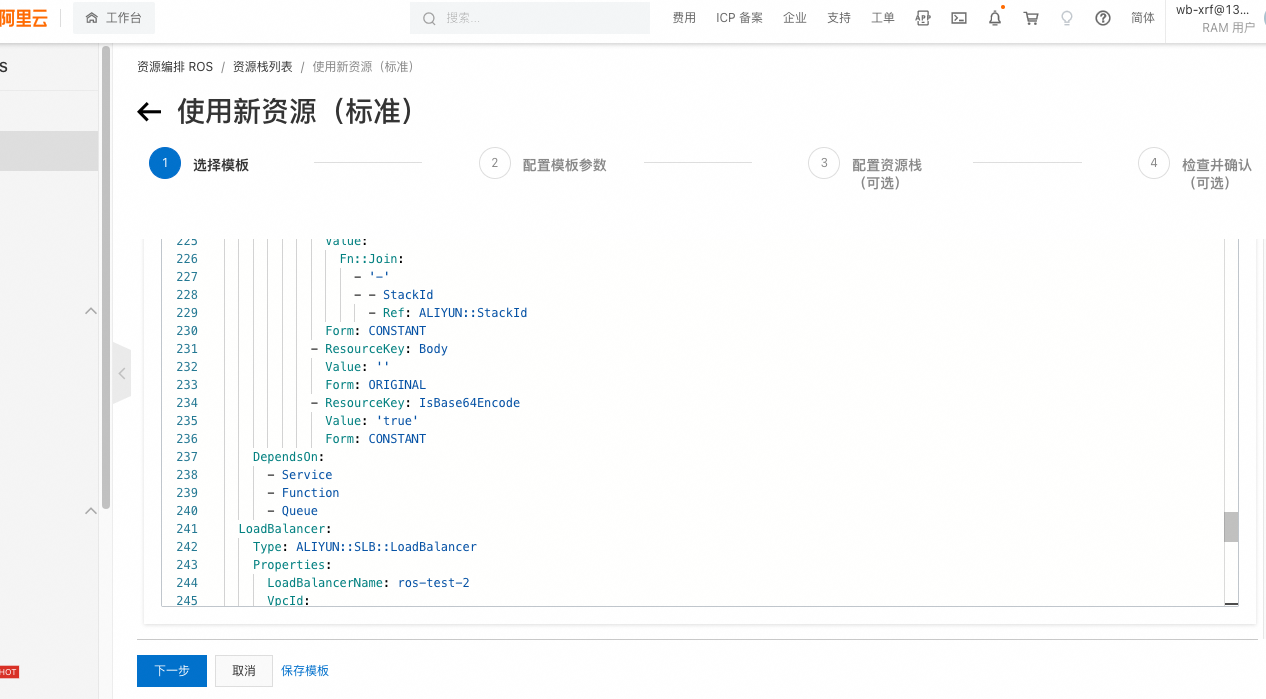 阿里云
工作台
搜索...
费用
ICP 备案
企业
支持
工单
APP
简体
wb-xrf@13...
RAM 用户
S
资源编排 ROS / 资源栈列表 / 使用新资源（标准）
使用新资源（标准）
1 选择模板
2 配置模板参数
3 配置资源栈
（可选）
4 检查并确认
（可选）
225 Value:
226 Fn::Join:
227 - '-'
228 - - StackId
229 - Ref: ALIYUN::StackId
230 Form: CONSTANT
231 - ResourceKey: Body
232 Value: ''
233 Form: ORIGINAL
234 - ResourceKey: IsBase64Encode
235 Value: 'true'
236 Form: CONSTANT
237 DependsOn:
238 - Service
239 - Function
240 - Queue
241 LoadBalancer:
242 Type: ALIYUN::SLB::LoadBalancer
243 Properties:
244 LoadBalancerName: ros-test-2
245 VpcId:
HOT
下一步
取消
保存模板